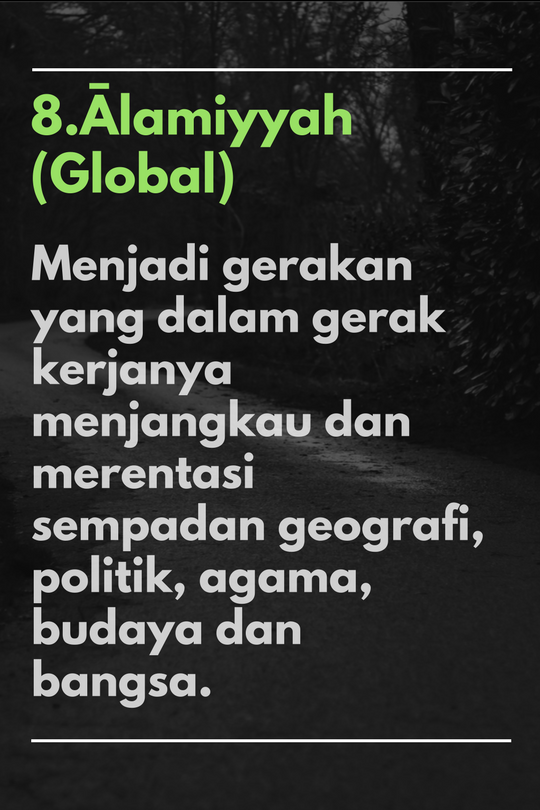 8.Ālamiyyah
(Global)
Menjadi gerakan
yang dalam gerak
kerjanya
menjangkau dan
merentasi
sempadan geografi,
politik, agama,
budaya dan
bangsa.